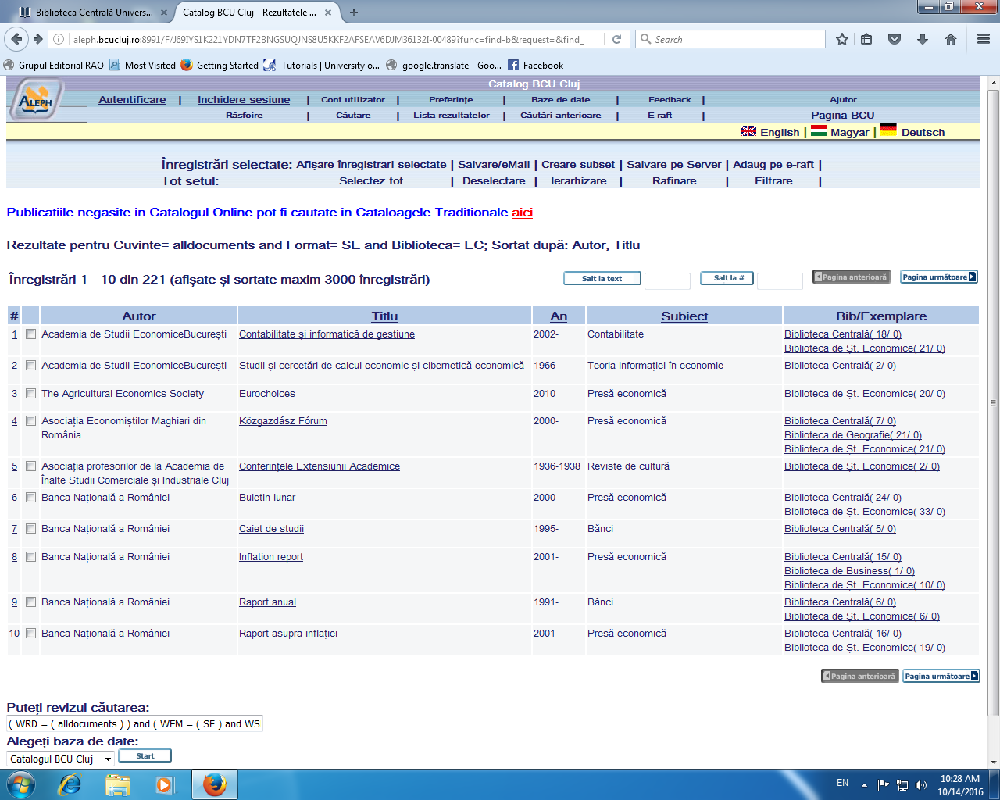 Biblioteca Centrală Univers...
Catalog BCU Cluj - Rezultatele ...
aleph.bcucluj.ro:8991/F/J69IYS1K221YDN7TF2BNGSUQJNS8U5KKF2AFSEAV6DJM36132I-00489?func=find-b&request=&find_
Search
Grupul Editorial RAO
Most Visited
Getting Started
Tutorials | University o...
google.translate - Goo...
Facebook
Catalog BCU Cluj
ALEPH
Autentificare | Inchidere sesiune | Cont utilizator | Preferințe | Baze de date | Feedback | Ajutor
Răsfoire | Căutare | Lista rezultatelor | Căutări anterioare | E-raft | Pagina BCU
English | Magyar | Deutsch
Înregistrări selectate: Afișare înregistrari selectate | Salvare/eMail | Creare subset | Salvare pe Server | Adaug pe e-raft |
Tot setul: Selectez tot | Deselectare | Ierarhizare | Rafinare | Filtrare |
Publicatiile negasite in Catalogul Online pot fi cautate in Cataloagele Traditionale aici
Rezultate pentru Cuvinte= alldocuments and Format= SE and Biblioteca= EC; Sortat după: Autor, Titlu
Înregistrări 1 - 10 din 221 (afișate și sortate maxim 3000 înregistrări)
Salt la text
Salt la #
Pagina anterioară
Pagina următoare
# Autor Titlu An Subiect Bib/Exemplare
1 Academia de Studii EconomiceBucurești Contabilitate și informatică de gestiune 2002- Contabilitate Biblioteca Centrală( 18/ 0)
Biblioteca de Șt. Economice( 21/ 0)
2 Academia de Studii EconomiceBucurești Studii și cercetări de calcul economic și cibernetică economică 1966- Teoria informației în economie Biblioteca Centrală( 2/ 0)
3 The Agricultural Economics Society Eurochoices 2010 Presă economică Biblioteca de Șt. Economice( 20/ 0)
4 Asociația Economiștilor Maghiari din Közgazdász Fórum 2000- Presă economică Biblioteca Centrală( 7/ 0)
România Biblioteca de Geografie( 21/ 0)
Biblioteca de Șt. Economice( 21/ 0)
5 Asociația profesorilor de la Academia de Conferințele Extensiunii Academice 1936-1938 Reviste de cultură Biblioteca de Șt. Economice( 2/ 0)
Înalte Studii Comerciale și Industriale Cluj
6 Banca Națională a României Buletin lunar 2000- Presă economică Biblioteca Centrală( 24/ 0)
Biblioteca de Șt. Economice( 33/ 0)
7 Banca Națională a României Caiet de studii 1995- Bănci Biblioteca Centrală( 5/ 0)
8 Banca Națională a României Inflation report 2001- Presă economică Biblioteca Centrală( 15/ 0)
Biblioteca de Business( 1/ 0)
Biblioteca de Șt. Economice( 10/ 0)
9 Banca Națională a României Raport anual 1991- Bănci Biblioteca Centrală( 6/ 0)
Biblioteca de Șt. Economice( 6/ 0)
10 Banca Națională a României Raport asupra inflației 2001- Presă economică Biblioteca Centrală( 16/ 0)
Biblioteca de Șt. Economice( 19/ 0)
Pagina anterioară
Pagina următoare
Puteți revizui căutarea:
( WRD = ( alldocuments ) ) and ( WFM = ( SE ) and WS
Alegeți baza de date:
Catalogul BCU Cluj
Start
EN
10:28 AM
10/14/2016